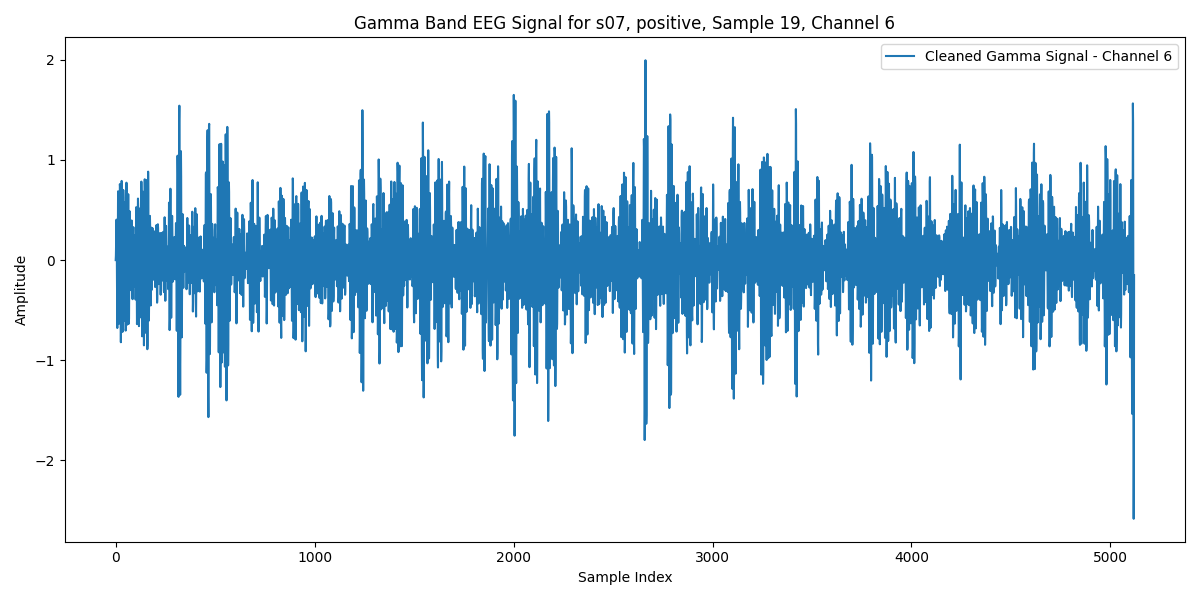 Gamma Band EEG Signal for s07, positive, Sample 19, Channel 6
Cleaned Gamma Signal - Channel 6
Amplitude
2
1
0
−1
−2
0 1000 2000 3000 4000 5000
Sample Index